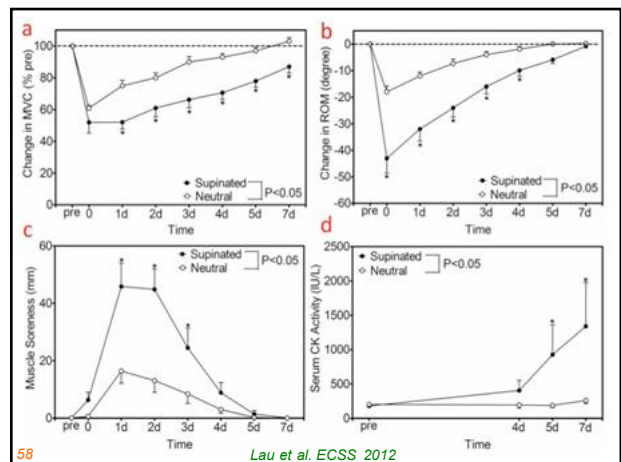 a
Change in MVC (% pre)
120
100
80
60
40
20
0
Supinated
Neutral
P<0.05
pre 0 1d 2d 3d 4d 5d 7d
Time
b
Change in ROM (degree)
0
-10
-20
-30
-40
-50
-60
Supinated
Neutral
P<0.05
pre 0 1d 2d 3d 4d 5d 7d
Time
c
Muscle Soreness (mm)
60
40
20
0
Supinated
Neutral
P<0.05
pre 0 1d 2d 3d 4d 5d 7d
Time
d
Serum CK Activity (IU/L)
2500
2000
1500
1000
500
0
Supinated
Neutral
P<0.05
pre 4d 5d 7d
Time
58
Lau et al. ECSS 2012